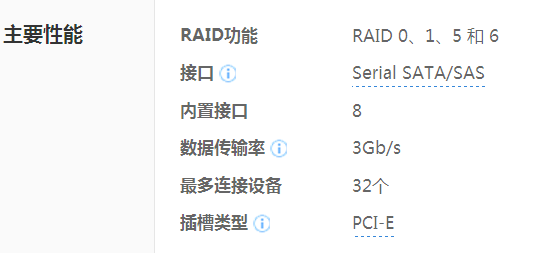 主要性能
RAID功能 RAID 0、1、5 和 6
接口 Serial SATA/SAS
内置接口 8
数据传输率 3Gb/s
最多连接设备 32个
插槽类型 PCI-E